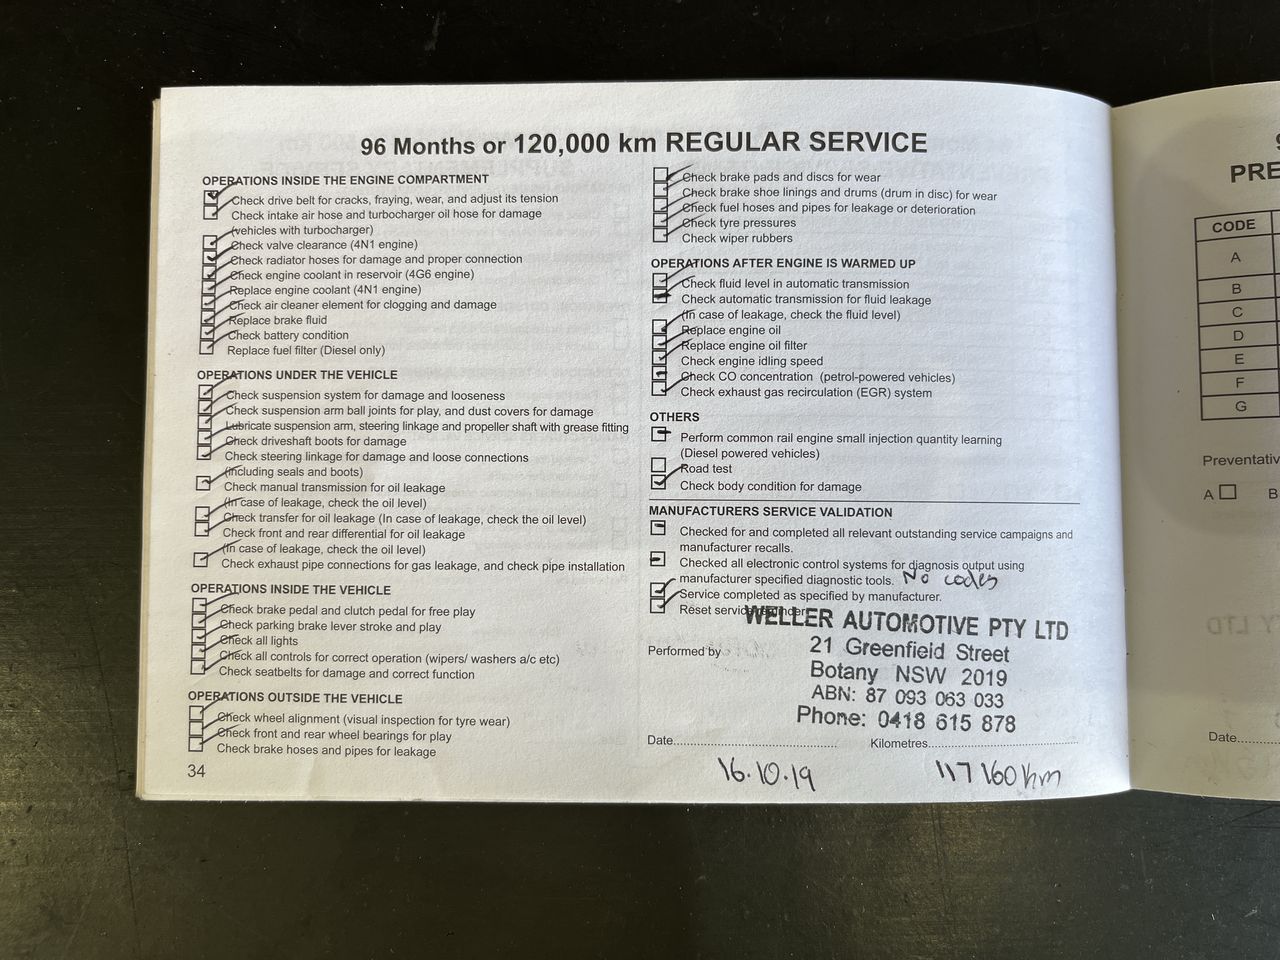 96 Months or 120,000 km REGULAR SERVICE
OPERATIONS INSIDE THE ENGINE COMPARTMENT
Check drive belt for cracks, fraying, wear, and adjust its tension
Check intake air hose and turbocharger oil hose for damage
(vehicles with turbocharger)
Check valve clearance (4N1 engine)
Check radiator hoses for damage and proper connection
Check engine coolant in reservoir (4G6 engine)
Replace engine coolant (4N1 engine)
Check air cleaner element for clogging and damage
Replace brake fluid
Check battery condition
Replace fuel filter (Diesel only)
OPERATIONS UNDER THE VEHICLE
Check suspension system for damage and looseness
Check suspension arm ball joints for play, and dust covers for damage
Lubricate suspension arm, steering linkage and propeller shaft with grease fitting
Check driveshaft boots for damage
Check steering linkage for damage and loose connections
(including seals and boots)
Check manual transmission for oil leakage
(In case of leakage, check the oil level)
Check transfer for oil leakage (In case of leakage, check the oil level)
Check front and rear differential for oil leakage
(In case of leakage, check the oil level)
Check exhaust pipe connections for gas leakage, and check pipe installation
OPERATIONS INSIDE THE VEHICLE
Check brake pedal and clutch pedal for free play
Check parking brake lever stroke and play
Check all lights
Check all controls for correct operation (wipers/ washers a/c etc)
Check seatbelts for damage and correct function
OPERATIONS OUTSIDE THE VEHICLE
Check wheel alignment (visual inspection for tyre wear)
Check front and rear wheel bearings for play
Check brake hoses and pipes for leakage
34
Check brake pads and discs for wear
Check brake shoe linings and drums (drum in disc) for wear
Check fuel hoses and pipes for leakage or deterioration
Check tyre pressures
Check wiper rubbers
OPERATIONS AFTER ENGINE IS WARMED UP
Check fluid level in automatic transmission
Check automatic transmission for fluid leakage
(In case of leakage, check the fluid level)
Replace engine oil
Replace engine oil filter
Check engine idling speed
Check CO concentration (petrol-powered vehicles)
Check exhaust gas recirculation (EGR) system
OTHERS
Perform common rail engine small injection quantity learning
(Diesel powered vehicles)
Road test
Check body condition for damage
MANUFACTURERS SERVICE VALIDATION
Checked for and completed all relevant outstanding service campaigns and
manufacturer recalls.
Checked all electronic control systems for diagnosis output using
manufacturer specified diagnostic tools. No codes
Service completed as specified by manufacturer.
Reset service reminder
WELLER AUTOMOTIVE PTY LTD
Performed by
21 Greenfield Street
Botany NSW 2019
ABN: 87 093 063 033
Phone: 0418 615 878
Date Kilometres
16.10.19 117160km
PRE
CODE
A
B
C
D
E
F
G
Preventativ
A B
Date